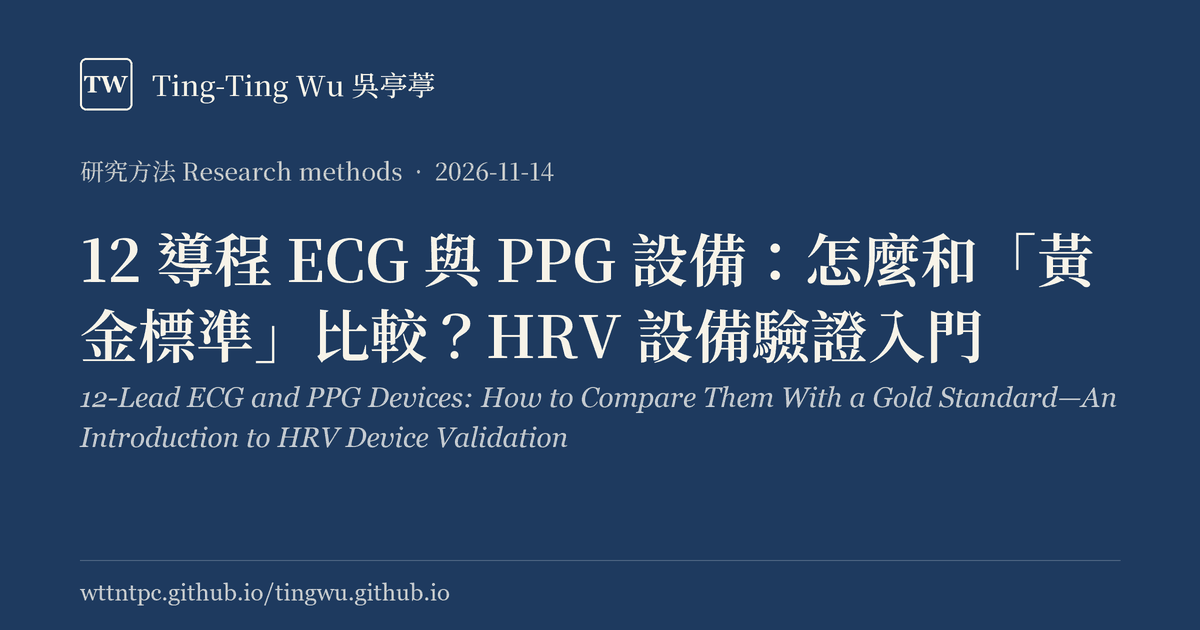 TW
Ting-Ting Wu 吳亭葶
研究方法 Research methods · 2026-11-14
12 導程 ECG 與 PPG 設備：怎麼和「黃
金標準」比較？HRV 設備驗證入門
12-Lead ECG and PPG Devices: How to Compare Them With a Gold Standard—An
Introduction to HRV Device Validation
wttntpc.github.io/tingwu.github.io